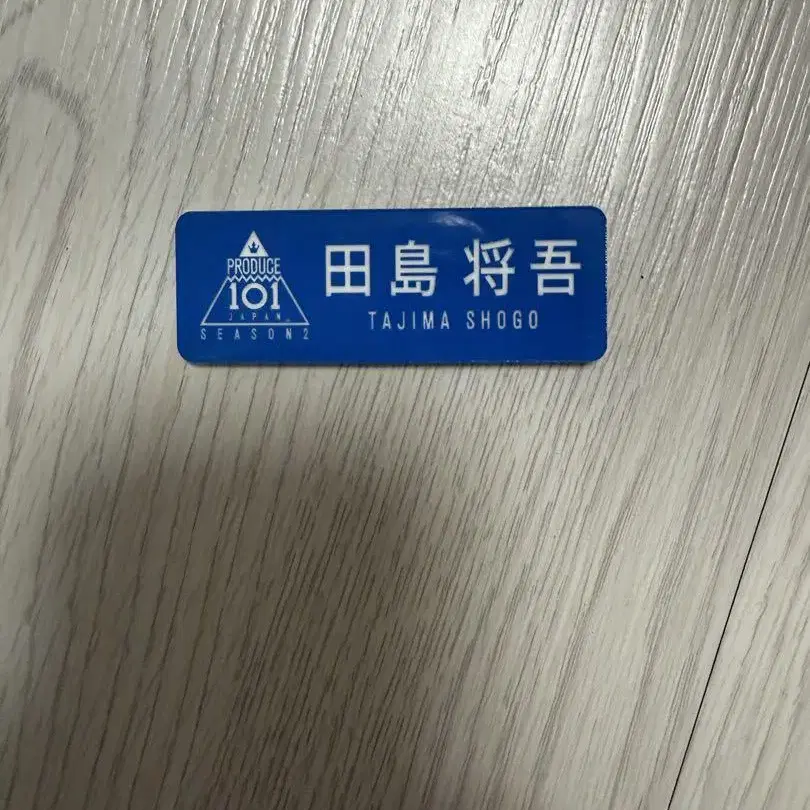 PRODUCE
101
JAPAN
SEASON2
田島 将吾
TAJIMA SHOGO